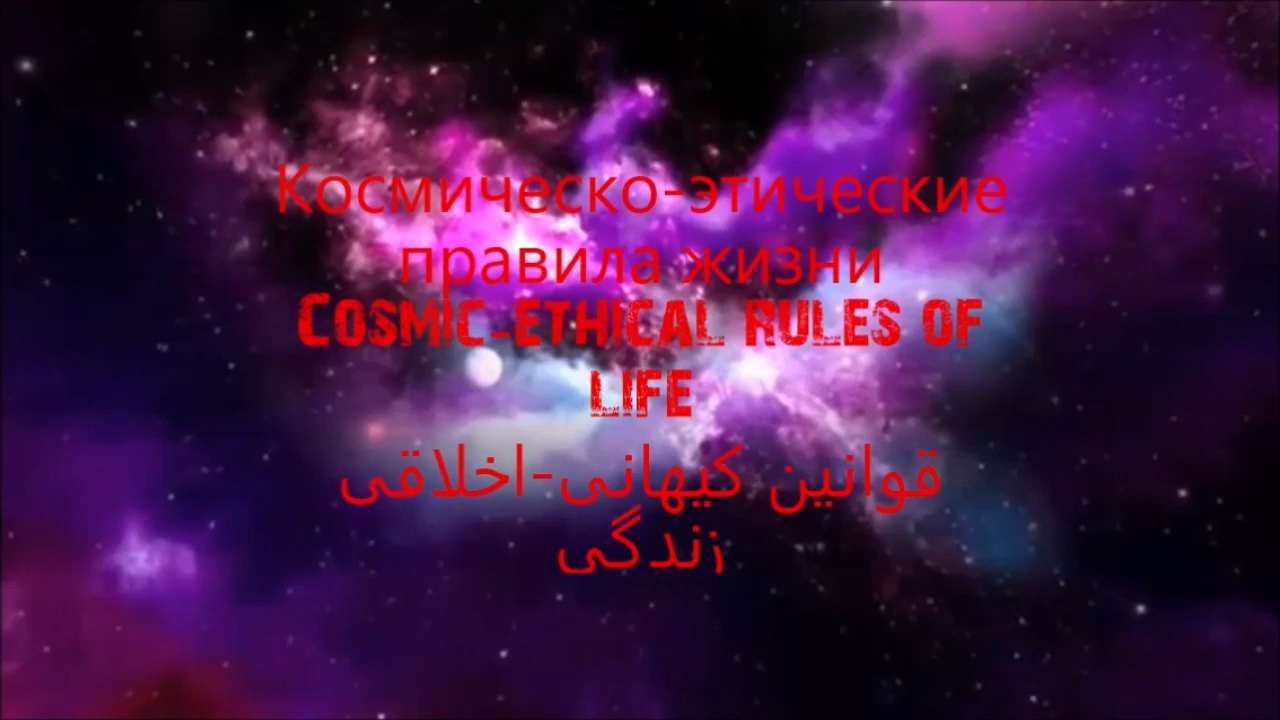 Космическо-этические
правила жизни
Cosmic-ethical rules of
life
قوانین کیهانی-اخلاقی
زندگی